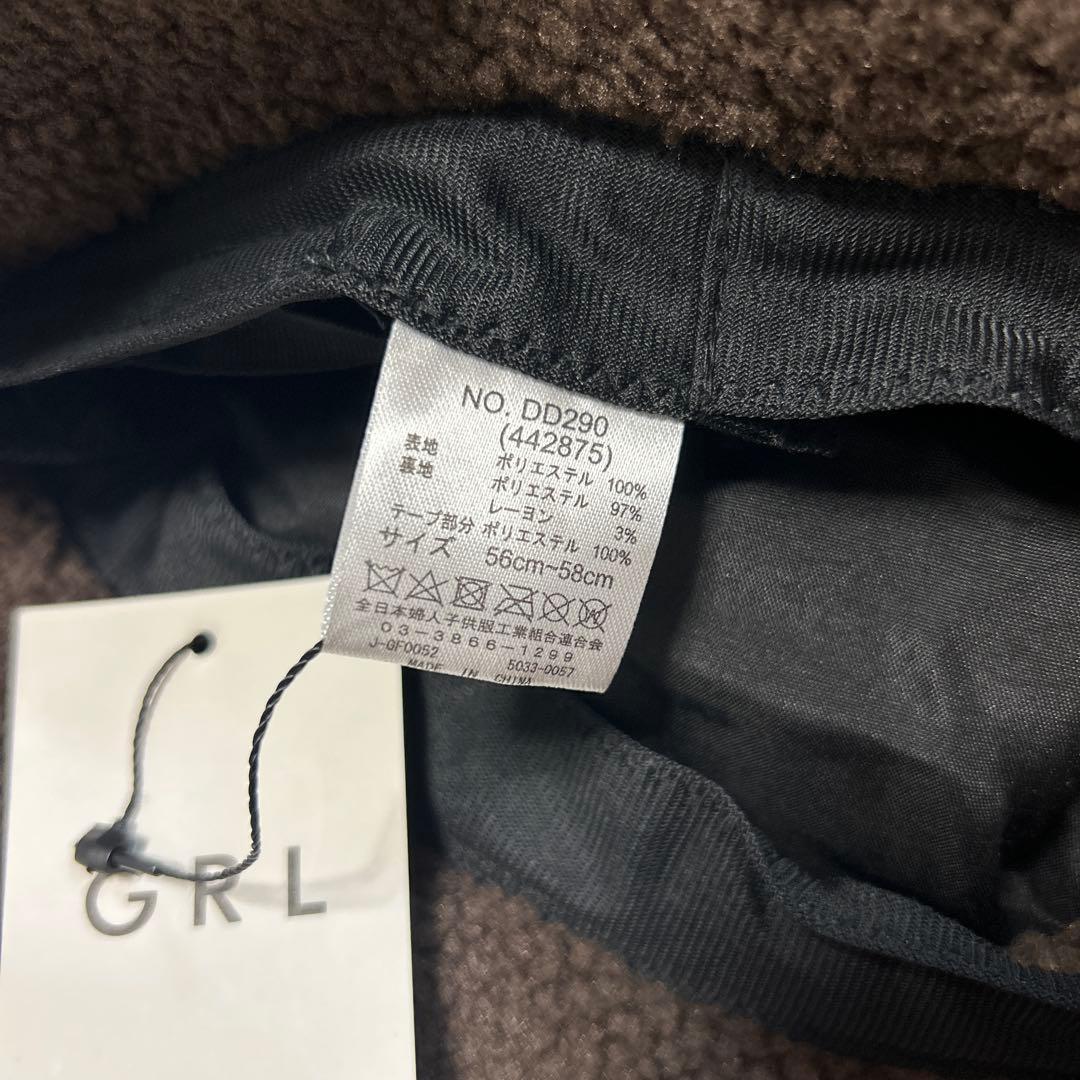 NO. DD290
(442875)
表地 ポリエステル 100%
裏地 ポリエステル 97%
レーヨン 3%
テープ部分 ポリエステル 100%
サイズ 56cm~58cm
全日本婦人子供服工業組合連合会
03-3866-1299
J-GF0052 5033-0057
MADE IN CHINA
GRL